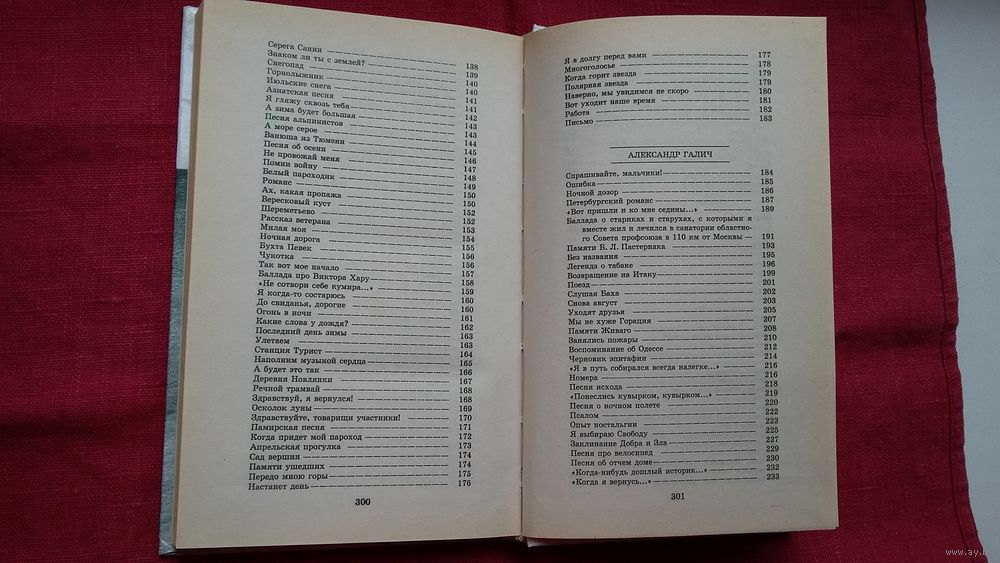 Серега Санин — 138
Знаком ли ты с землей? — 139
Снегопад — 140
Горнолыжник — 140
Июльские снега — 141
Азиатская песня — 141
Я гляжу сквозь тебя — 142
А зима будет большая — 143
Песня альпинистов — 143
А море серое — 144
Ванюша из Тюмени — 145
Песня об осени — 146
Не провожай меня — 147
Помни войну — 148
Белый пароходик — 149
Романс — 150
Ах, какая пропажа — 150
Вересковый куст — 152
Шереметьево — 152
Рассказ ветерана — 153
Милая моя — 154
Ночная дорога — 155
Бухта Певек — 156
Чукотка — 156
Так вот мое начало — 157
Баллада про Виктора Хару — 158
«Не сотвори себе кумира...» — 159
Я когда-то состарюсь — 160
До свиданья, дорогие — 160
Огонь в ночи — 161
Какие слова у дождя? — 162
Последний день зимы — 163
Улетаем — 163
Станция Турист — 164
Наполним музыкой сердца — 165
А будет это так — 166
Деревня Новлянки — 167
Речной трамвай — 168
Здравствуй, я вернулся! — 168
Осколок луны — 169
Здравствуйте, товарищи участники! — 170
Памирская песня — 171
Когда придет мой пароход — 172
Апрельская прогулка — 173
Сад вершин — 174
Памяти ушедших — 174
Передо мною горы — 175
Настанет день — 176
300
Я в долгу перед вами — 177
Многоголосье — 178
Когда горит звезда — 179
Полярная звезда — 179
Наверно, мы увидимся не скоро — 180
Вот уходит наше время — 181
Работа — 182
Письмо — 183
АЛЕКСАНДР ГАЛИЧ
Спрашивайте, мальчики! — 184
Ошибка — 185
Ночной дозор — 186
Петербургский романс — 187
«Вот пришли и ко мне седины...» — 189
Баллада о стариках и старухах, с которыми я
вместе жил и лечился в санатории областно-
го Совета профсоюза в 110 км от Москвы — 191
Памяти Б. Л. Пастернака — 193
Без названия — 195
Легенда о табаке — 196
Возвращение на Итаку — 199
Поезд — 201
Слушая Баха — 202
Снова август — 203
Уходят друзья — 205
Мы не хуже Горация — 207
Памяти Живаго — 208
Занялись пожары — 210
Воспоминание об Одессе — 212
Черновик эпитафии — 214
«Я в путь собирался всегда налегке...» — 216
Номера — 216
Песня исхода — 218
«Понеслись кувырком, кувырком...» — 219
Песня о ночном полете — 220
Псалом — 222
Опыт ностальгии — 223
Я выбираю Свободу — 225
Заклинание Добра и Зла — 227
Песня про велосипед — 229
Песня об отчем доме — 230
«Когда-нибудь дошлый историк...» — 232
«Когда я вернусь...» — 233
301